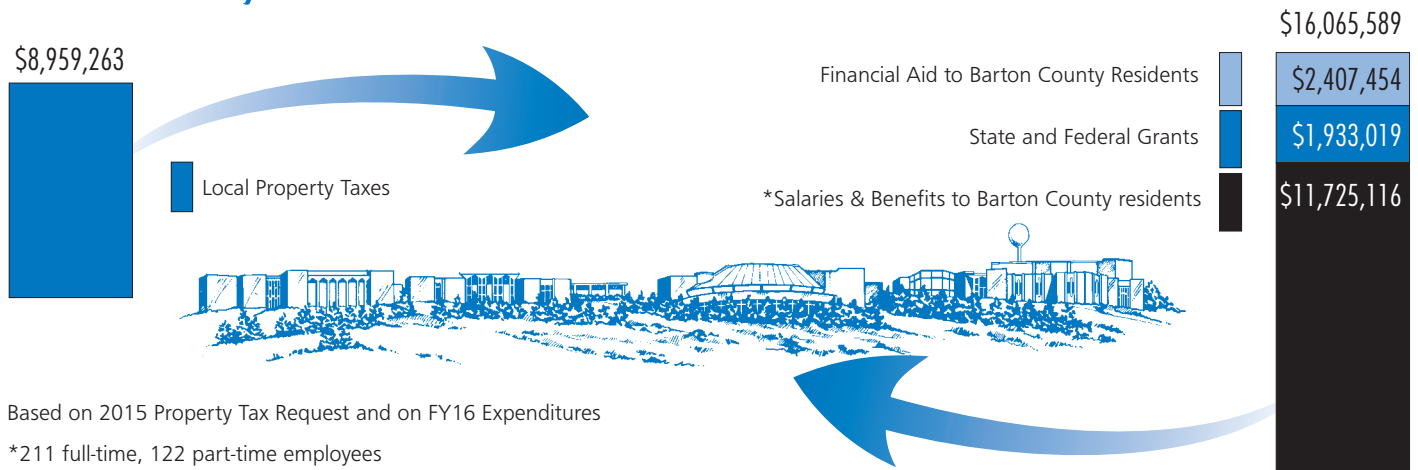 $8,959,263
Local Property Taxes
$16,065,589
Financial Aid to Barton County Residents
$2,407,454
State and Federal Grants
$1,933,019
*Salaries & Benefits to Barton County residents
$11,725,116
Based on 2015 Property Tax Request and on FY16 Expenditures
*211 full-time, 122 part-time employees